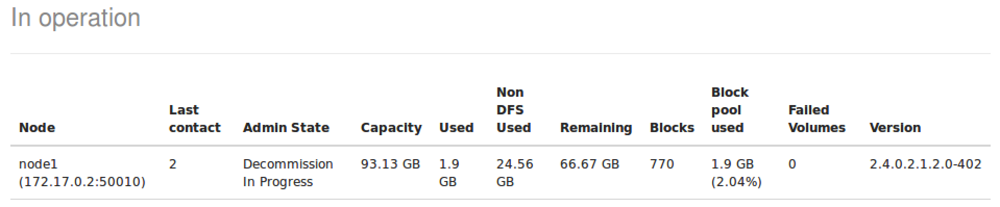 In operation
Node Last contact Admin State Capacity Used Non DFS Used Remaining Blocks Block pool used Failed Volumes Version
node1 (172.17.0.2:50010) 2 Decommission In Progress 93.13 GB 1.9 GB 24.56 GB 66.67 GB 770 1.9 GB (2.04%) 0 2.4.0.2.1.2.0-402